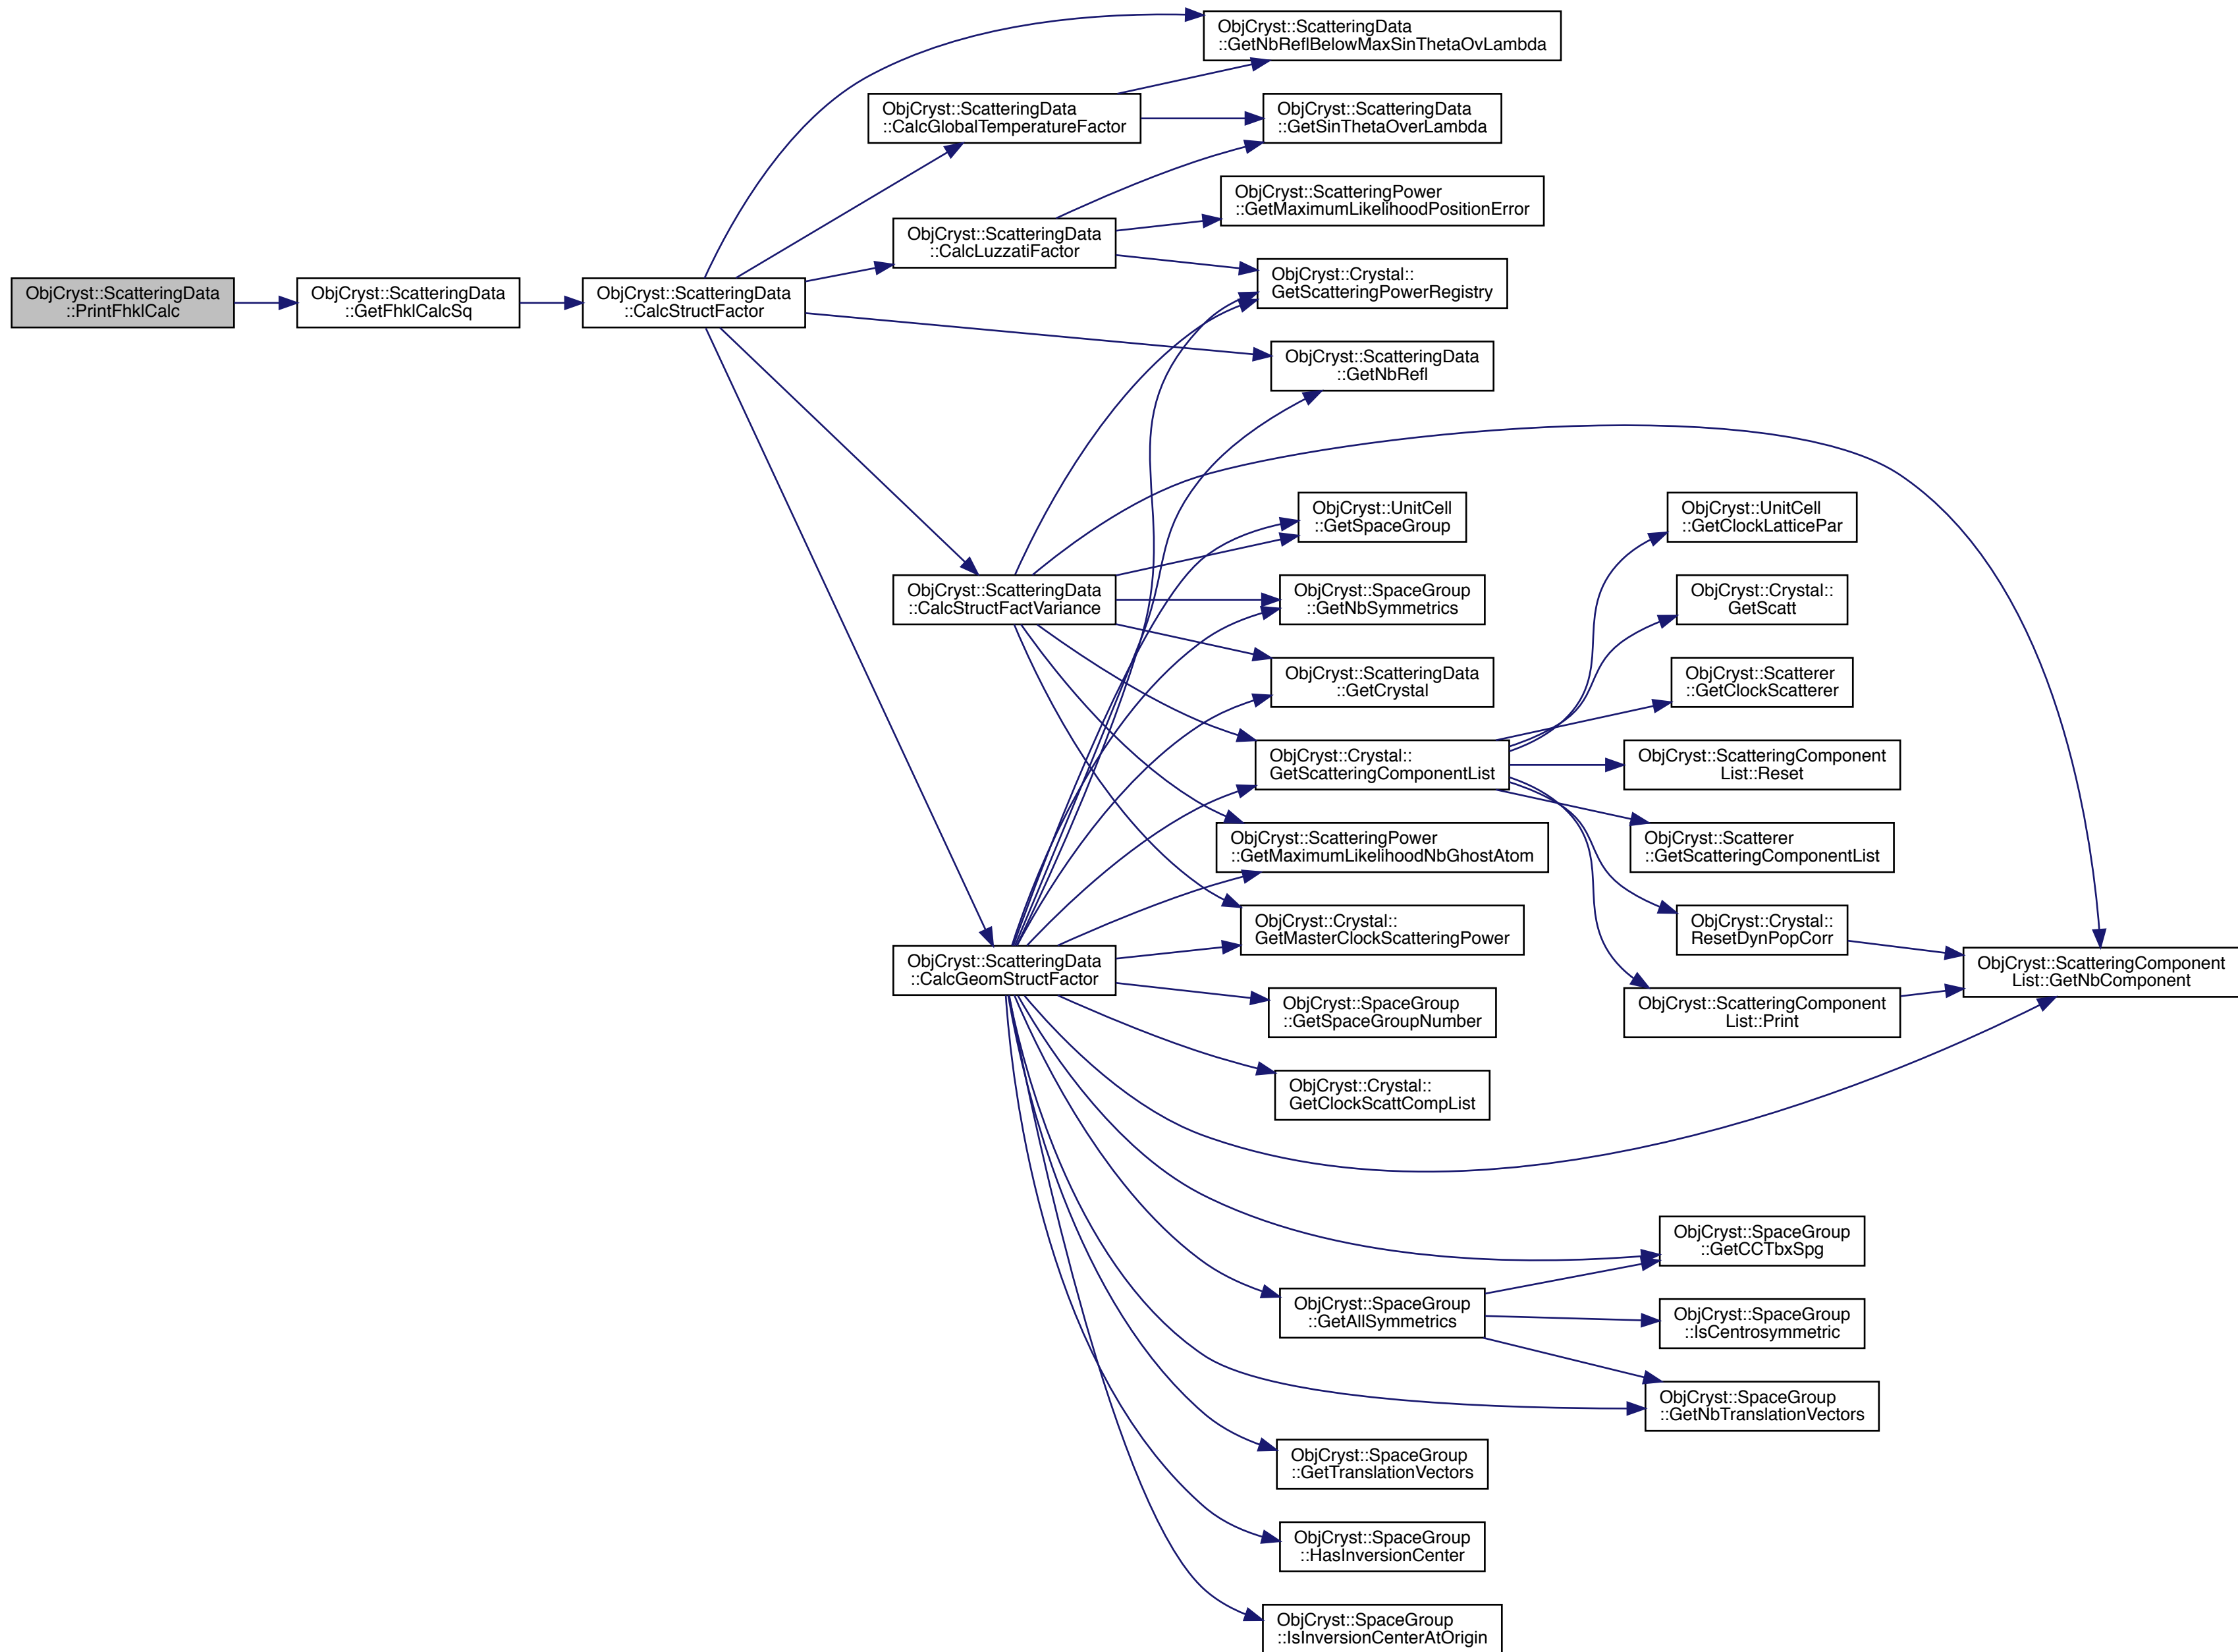 ObjCryst::ScatteringData
::PrintFhklCalc
ObjCryst::ScatteringData
::GetFhklCalcSq
ObjCryst::ScatteringData
::CalcStructFactor
ObjCryst::ScatteringData
::CalcGlobalTemperatureFactor
ObjCryst::ScatteringData
::CalcLuzzatiFactor
ObjCryst::ScatteringData
::CalcStructFactVariance
ObjCryst::ScatteringData
::CalcGeomStructFactor
ObjCryst::ScatteringData
::GetNbReflBelowMaxSinThetaOvLambda
ObjCryst::ScatteringData
::GetSinThetaOverLambda
ObjCryst::ScatteringPower
::GetMaximumLikelihoodPositionError
ObjCryst::Crystal::
GetScatteringPowerRegistry
ObjCryst::ScatteringData
::GetNbRefl
ObjCryst::UnitCell
::GetSpaceGroup
ObjCryst::SpaceGroup
::GetNbSymmetrics
ObjCryst::ScatteringData
::GetCrystal
ObjCryst::Crystal::
GetScatteringComponentList
ObjCryst::ScatteringPower
::GetMaximumLikelihoodNbGhostAtom
ObjCryst::Crystal::
GetMasterClockScatteringPower
ObjCryst::SpaceGroup
::GetSpaceGroupNumber
ObjCryst::Crystal::
GetClockScattCompList
ObjCryst::SpaceGroup
::GetAllSymmetrics
ObjCryst::SpaceGroup
::GetTranslationVectors
ObjCryst::SpaceGroup
::HasInversionCenter
ObjCryst::SpaceGroup
::IsInversionCenterAtOrigin
ObjCryst::UnitCell
::GetClockLatticePar
ObjCryst::Crystal::
GetScatt
ObjCryst::Scatterer
::GetClockScatterer
ObjCryst::ScatteringComponent
List::Reset
ObjCryst::Scatterer
::GetScatteringComponentList
ObjCryst::Crystal::
ResetDynPopCorr
ObjCryst::ScatteringComponent
List::Print
ObjCryst::SpaceGroup
::GetCCTbxSpg
ObjCryst::SpaceGroup
::IsCentrosymmetric
ObjCryst::SpaceGroup
::GetNbTranslationVectors
ObjCryst::ScatteringComponent
List::GetNbComponent